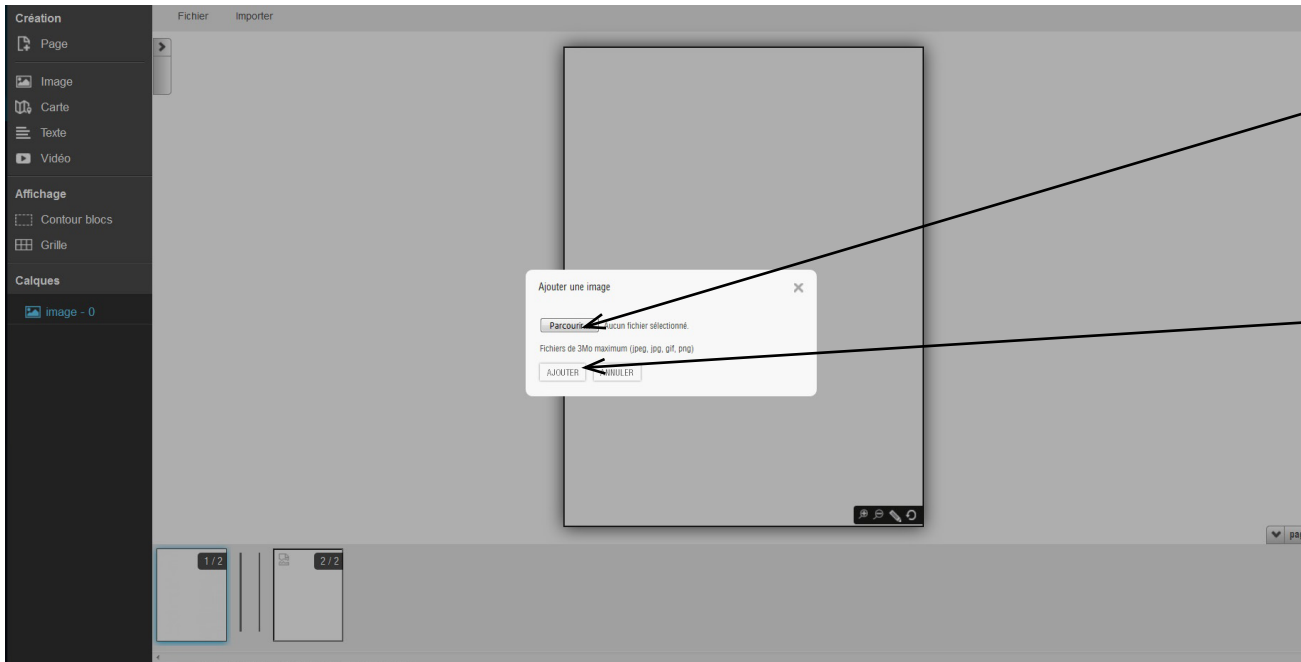 Création
Page
Image
Carte
Texte
Vidéo
Affichage
Contour blocs
Grille
Calques
image - 0
Fichier Importer
Ajouter une image
Parcourir Aucun fichier sélectionné.
Fichiers de 3Mo maximum (jpeg, jpg, gif, png)
AJOUTER ANNULER
1 / 2
2 / 2